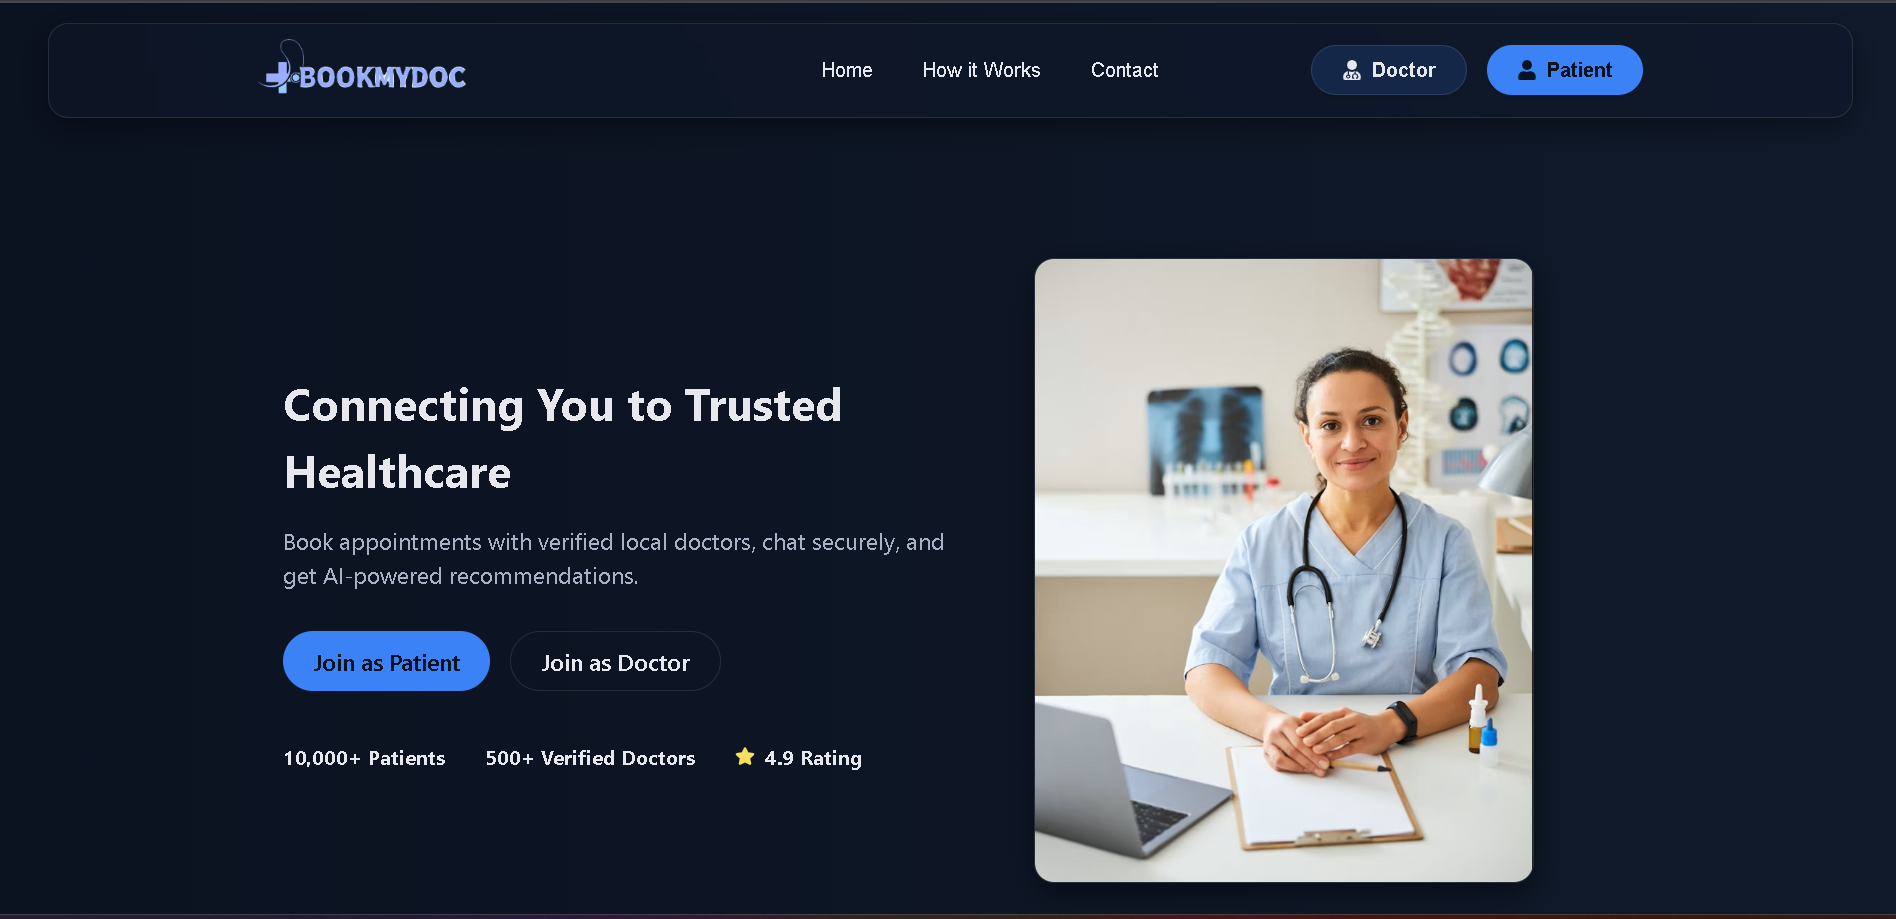 BOOKMYDOC
Home
How it Works
Contact
Doctor
Patient
Connecting You to Trusted
Healthcare
Book appointments with verified local doctors, chat securely, and
get AI-powered recommendations.
Join as Patient
Join as Doctor
10,000+ Patients
500+ Verified Doctors
4.9 Rating